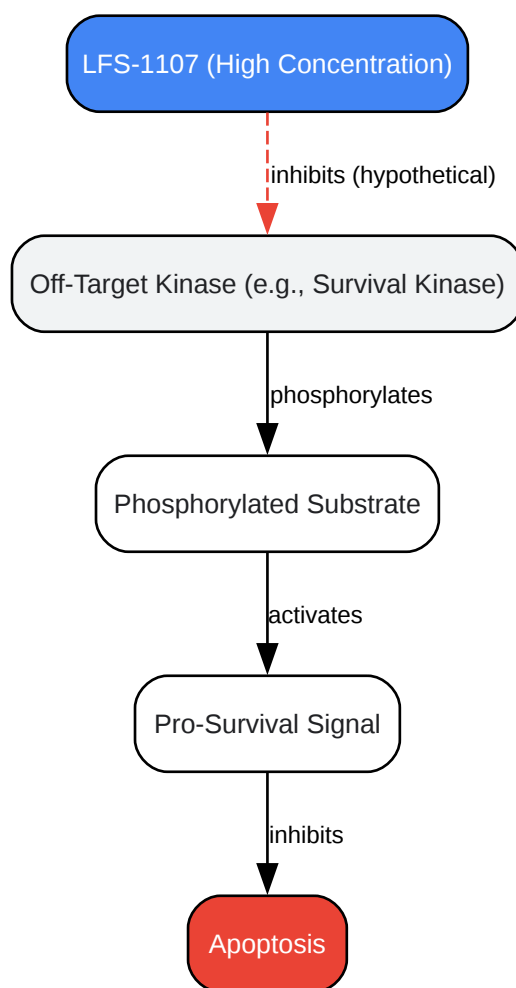 LFS-1107 (High Concentration)
inhibits (hypothetical)
Off-Target Kinase (e.g., Survival Kinase)
phosphorylates
Phosphorylated Substrate
activates
Pro-Survival Signal
inhibits
Apoptosis